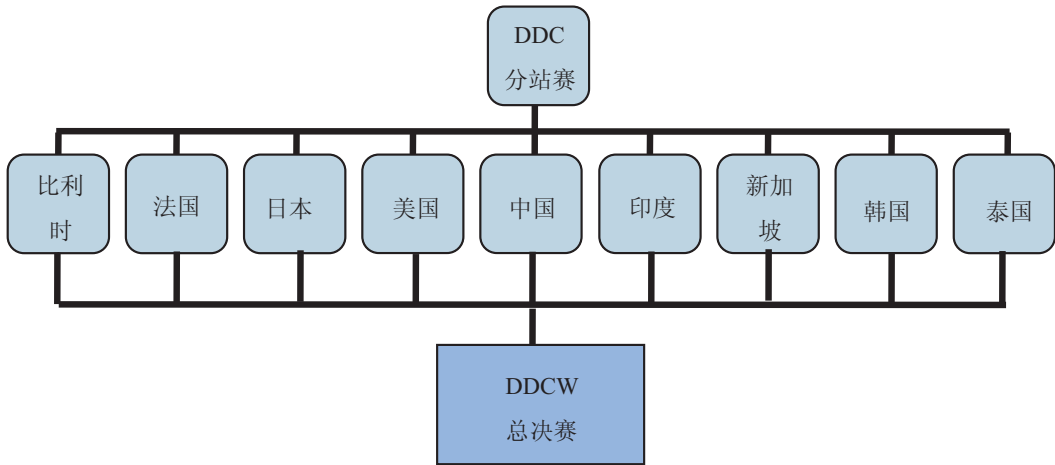 DDC
分站赛
比利
时
法国
日本
美国
中国
印度
新加
坡
韩国
泰国
DDCW
总决赛